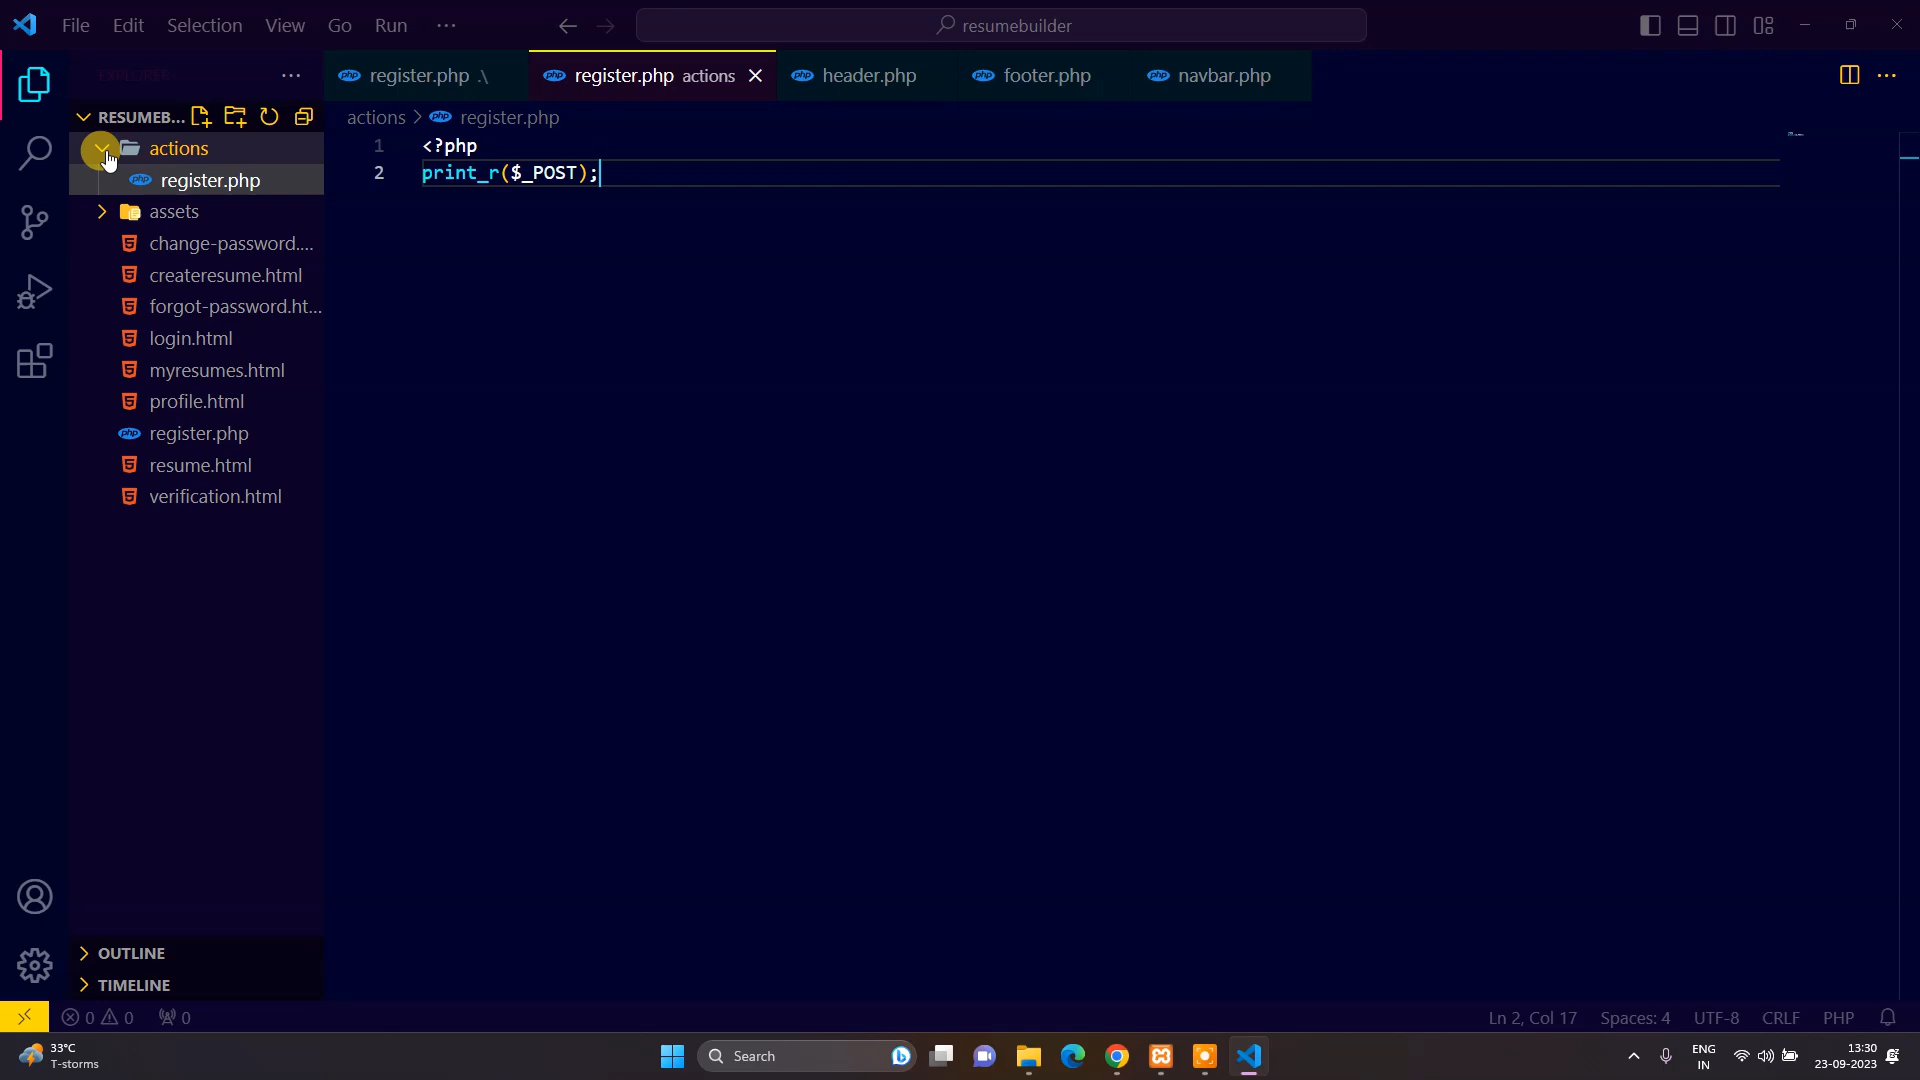 File Edit Selection View Go Run ···
resumebuilder
EXPLORER
register.php .\
register.php actions
header.php
footer.php
navbar.php
RESUMEB...
actions > register.php
actions
register.php
assets
change-password....
createresume.html
forgot-password.ht...
login.html
myresumes.html
profile.html
register.php
resume.html
verification.html
1 <?php
2 print_r($_POST);
OUTLINE
TIMELINE
0 0 0
Ln 2, Col 17 Spaces: 4 UTF-8 CRLF PHP
33°C
T-storms
Search
ENG
IN
13:30
23-09-2023